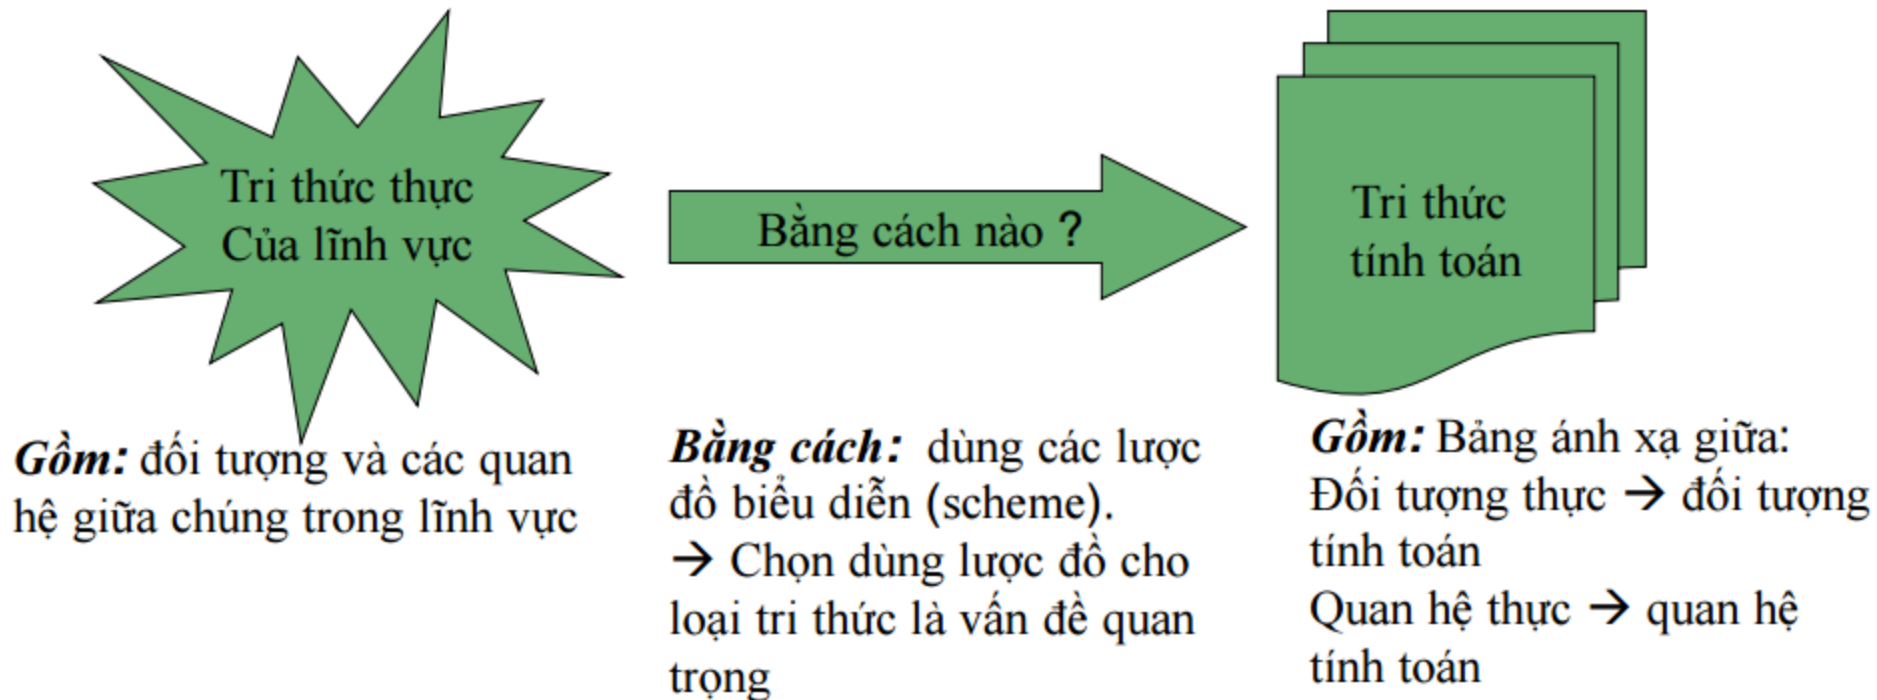 Tri thức thực
Của lĩnh vực
Bằng cách nào ?
Tri thức
tính toán
Gồm: đối tượng và các quan
hệ giữa chúng trong lĩnh vực
Bằng cách: dùng các lược
đồ biểu diễn (scheme).
→ Chọn dùng lược đồ cho
loại tri thức là vấn đề quan
trọng
Gồm: Bảng ánh xạ giữa:
Đối tượng thực → đối tượng
tính toán
Quan hệ thực → quan hệ
tính toán